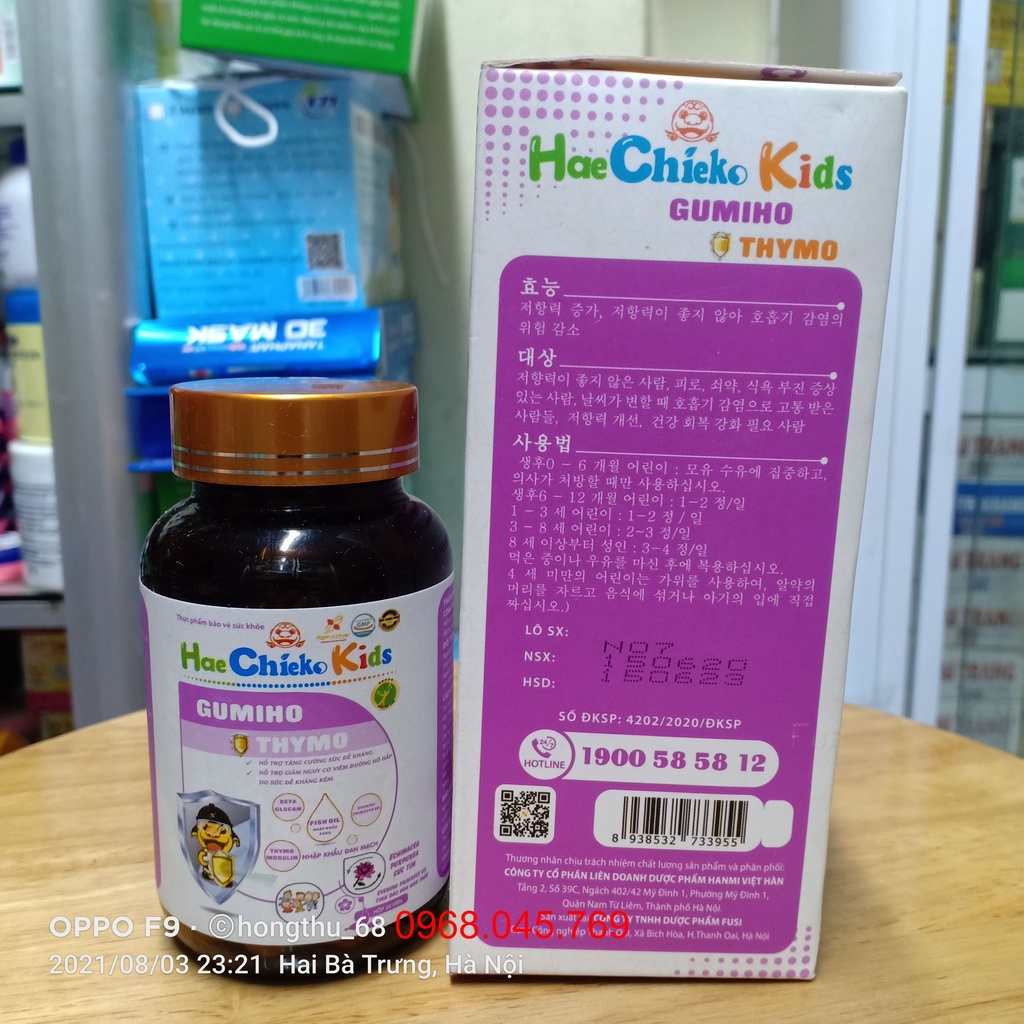 Hae Chieko Kids
GUMIHO
THYMO
효능
저항력 증가, 저항력이 좋지 않아 호흡기 감염의
위험 감소
대상
저향력이 좋지 않은 사람, 피로, 쇠약, 식욕 부진 증상
있는 사람, 날씨가 변할 때 호흡기 감염으로 고통 받은
사람들, 저항력 개선, 건강 회복 강화 필요 사람
사용법
생후0 - 6 개월 어린이 : 모유 수유에 집중하고,
의사가 처방할 때만 사용하십시오.
생후6 - 12 개월 어린이 : 1-2 정/일
1 - 3 세 어린이 : 1-2 정 / 일
3 - 8 세 어린이 : 2~3 정/일
8 세 이상부터 성인 : 3-4 정/일
먹은 중이나 우유를 마신 후에 복용하십시오.
4 세 미만의 어린이는 가위를 사용하여, 알약의
머리를 자르고 음식에 섞거나 아기의 입에 직접
짜십시오.)
LÔ SX: N07
NSX: 150620
HSD: 150623
SỐ ĐKSP: 4202/2020/ĐKSP
24/7
HOTLINE
1900 58 58 12
8 938532 733955
Thương nhân chịu trách nhiệm chất lượng sản phẩm và phân phối:
CÔNG TY CỔ PHẦN LIÊN DOANH DƯỢC PHẨM HANMI VIỆT HÀN
Tầng 2, Số 39C, Ngách 402/42 Mỹ Đình 1, Phường Mỹ Đình 1,
Quận Nam Từ Liêm, Thành phố Hà Nội.
CÔNG TY TNHH DƯỢC PHẨM FUSI
Xã Bích Hòa, H.Thanh Oai, Hà Nội
3D MASK
Thực phẩm bảo vệ sức khỏe
GMP
Hae Chieko Kids
GUMIHO
THYMO
HỖ TRỢ TĂNG CƯỜNG SỨC ĐỀ KHÁNG
HỖ TRỢ GIẢM NGUY CƠ VIÊM ĐƯỜNG HÔ HẤP
DO SỨC ĐỀ KHÁNG KÉM.
BETA
GLUCAN
FISH OIL
THYMO
MODULIN
NHẬP KHẨU ĐAN MẠCH
ECHINACEA
PURPUREA
CÚC TÍM
OPPO F9 · ©hongthu_68 0968.045.769
2021/08/03 23:21 Hai Bà Trưng, Hà Nội